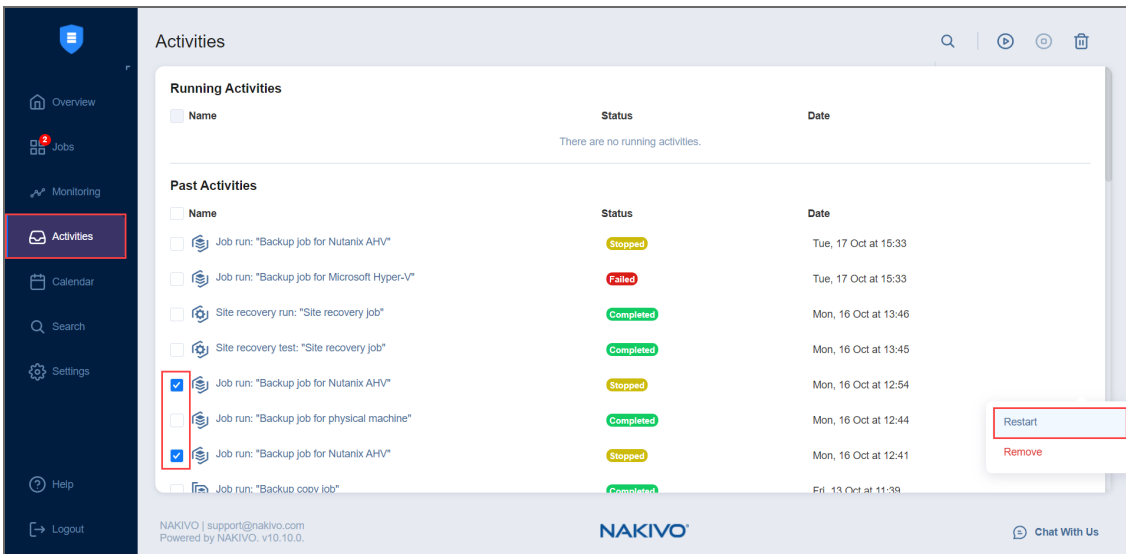 Activities
Overview
2
Jobs
Monitoring
Activities
Calendar
Search
Settings
Help
Logout
Running Activities
Name Status Date
There are no running activities.
Past Activities
Name Status Date
Job run: "Backup job for Nutanix AHV" Stopped Tue, 17 Oct at 15:33
Job run: "Backup job for Microsoft Hyper-V" Failed Tue, 17 Oct at 15:33
Site recovery run: "Site recovery job" Completed Mon, 16 Oct at 13:46
Site recovery test: "Site recovery job" Completed Mon, 16 Oct at 13:45
Job run: "Backup job for Nutanix AHV" Stopped Mon, 16 Oct at 12:54
Job run: "Backup job for physical machine" Completed Mon, 16 Oct at 12:44
Job run: "Backup job for Nutanix AHV" Stopped Mon, 16 Oct at 12:41
Job run: "Backup copy job" Completed Fri, 13 Oct at 11:39
Restart
Remove
NAKIVO | support@nakivo.com
Powered by NAKIVO. v10.10.0.
NAKIVO®
Chat With Us